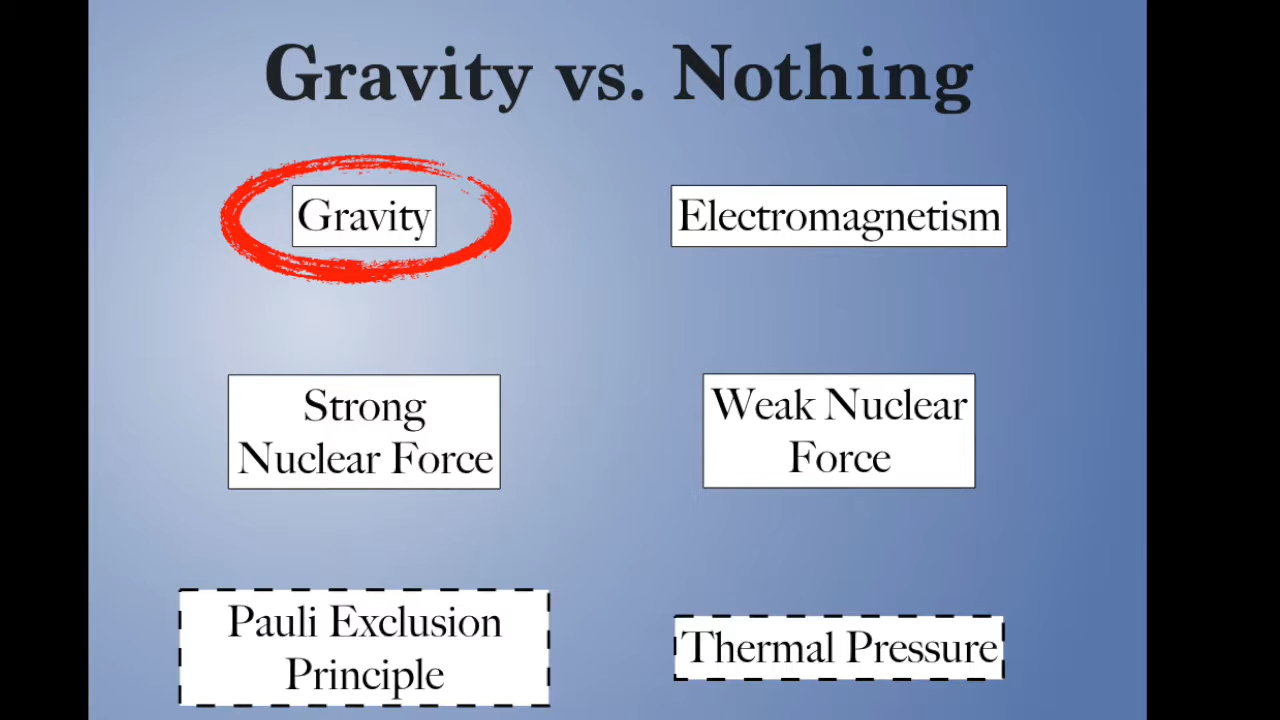 Gravity vs. Nothing
Gravity
Electromagnetism
Strong
Nuclear Force
Weak Nuclear
Force
Pauli Exclusion
Principle
Thermal Pressure